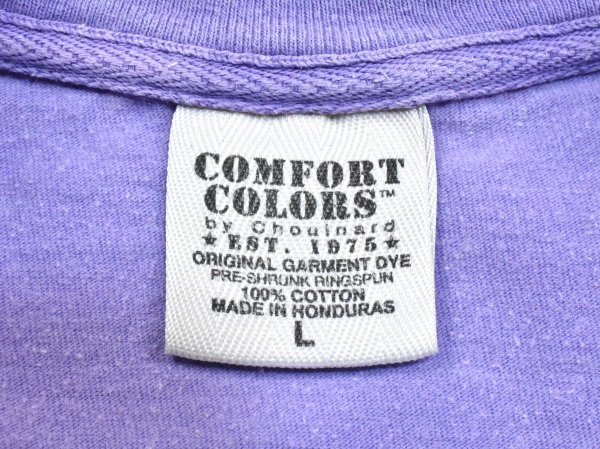 COMFORT
COLORS™
by Chouinard
★ EST. 1975 ★
ORIGINAL GARMENT DYE
PRE-SHRUNK RINGSPUN
100% COTTON
MADE IN HONDURAS
L